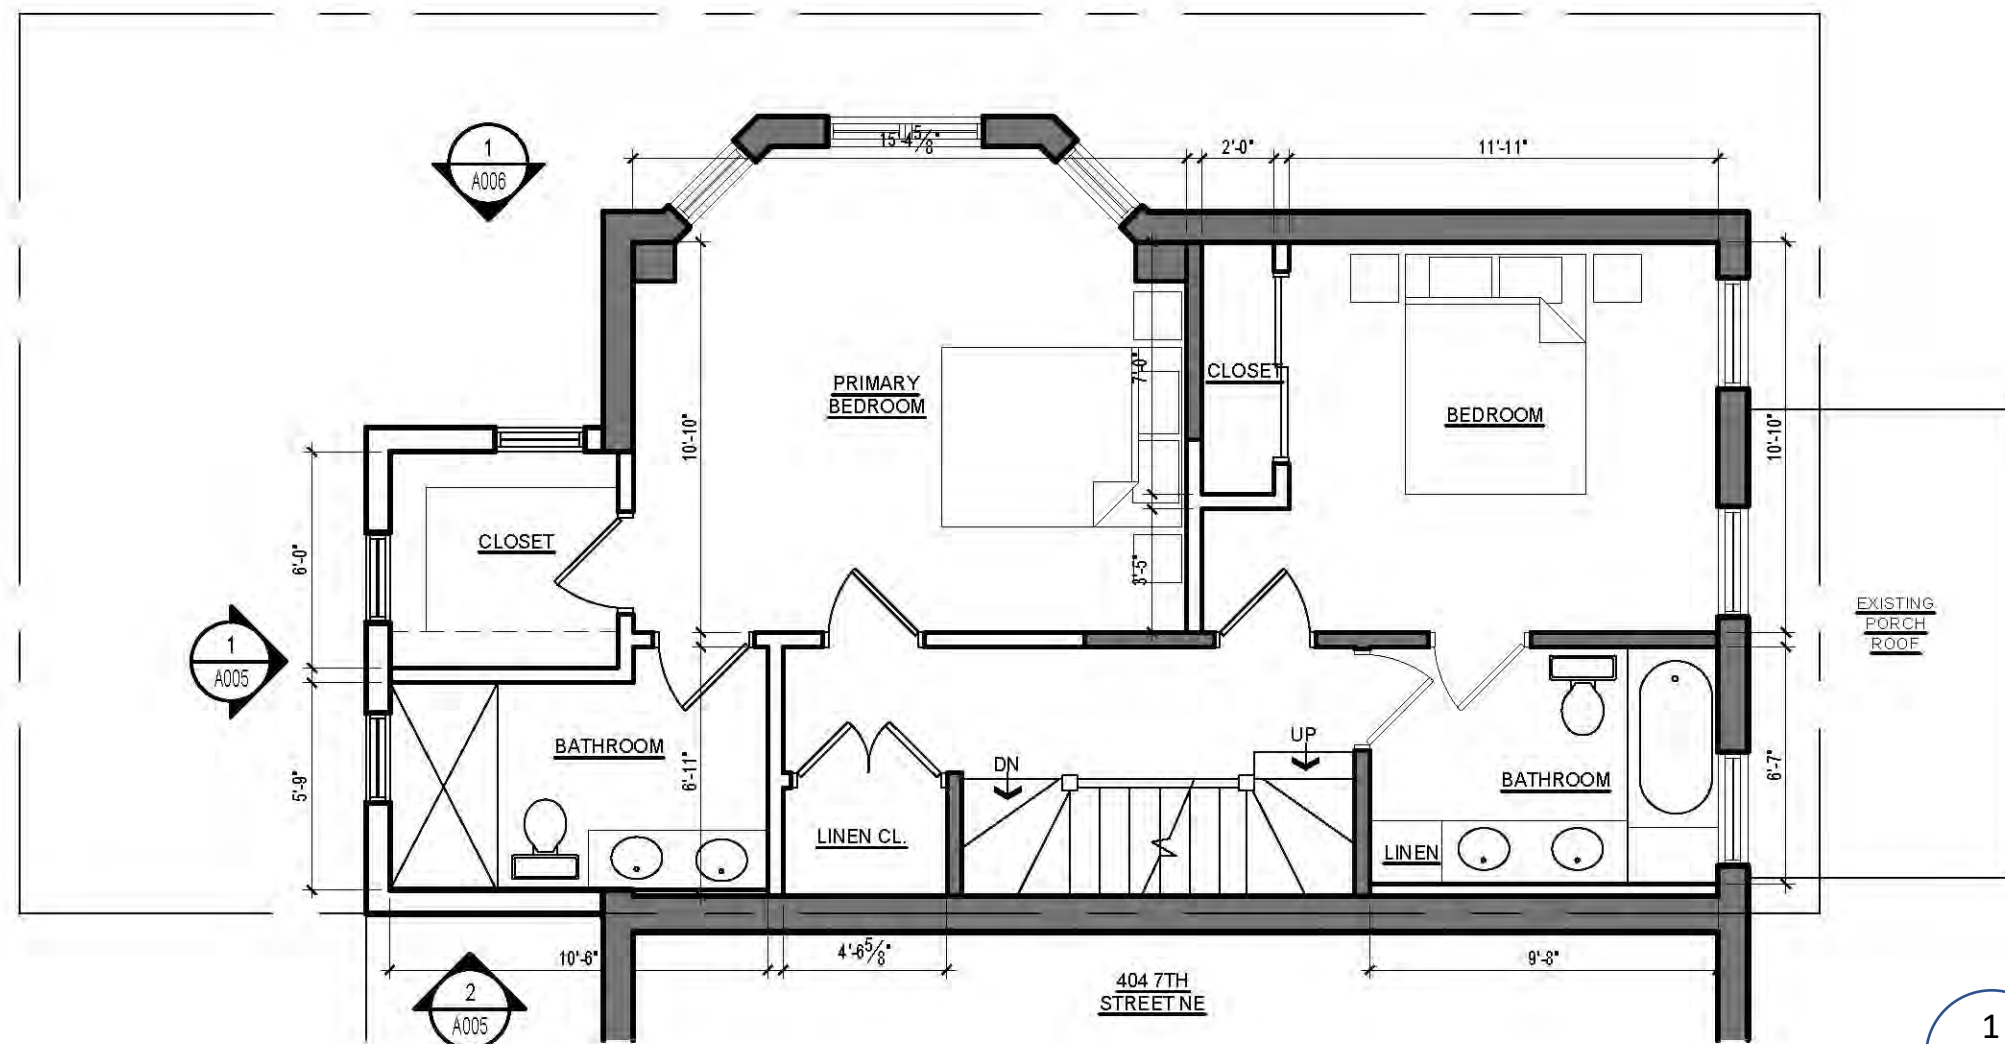 1
A006
15'-4 5/8"
2'-0"
11'-11"
PRIMARY
BEDROOM
10'-10"
7'-0"
3'-5"
CLOSET
BEDROOM
10'-10"
CLOSET
6'-0"
1
A005
EXISTING
PORCH
ROOF
5'-9"
BATHROOM
6'-11"
LINEN CL.
DN
UP
BATHROOM
6'-7"
LINEN
10'-6"
4'-6 5/8"
9'-8"
404 7TH
STREET NE
2
A005
1